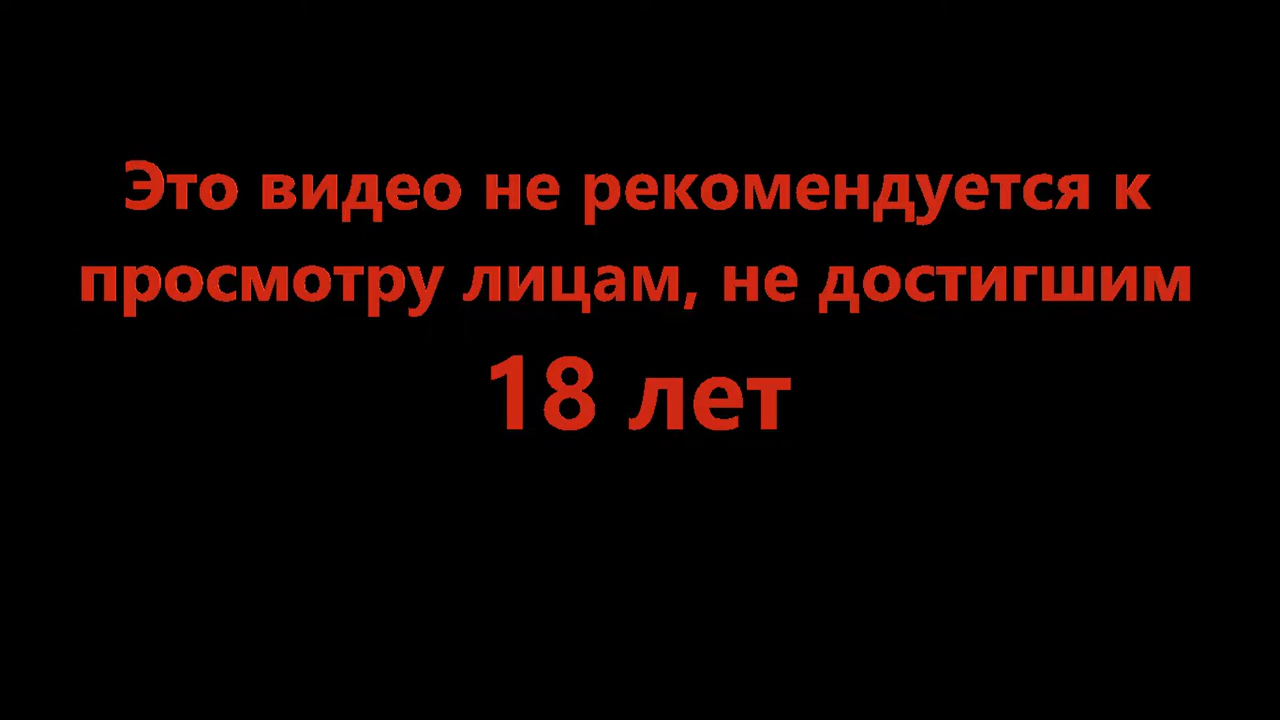 Это видео не рекомендуется к
просмотру лицам, не достигшим
18 лет